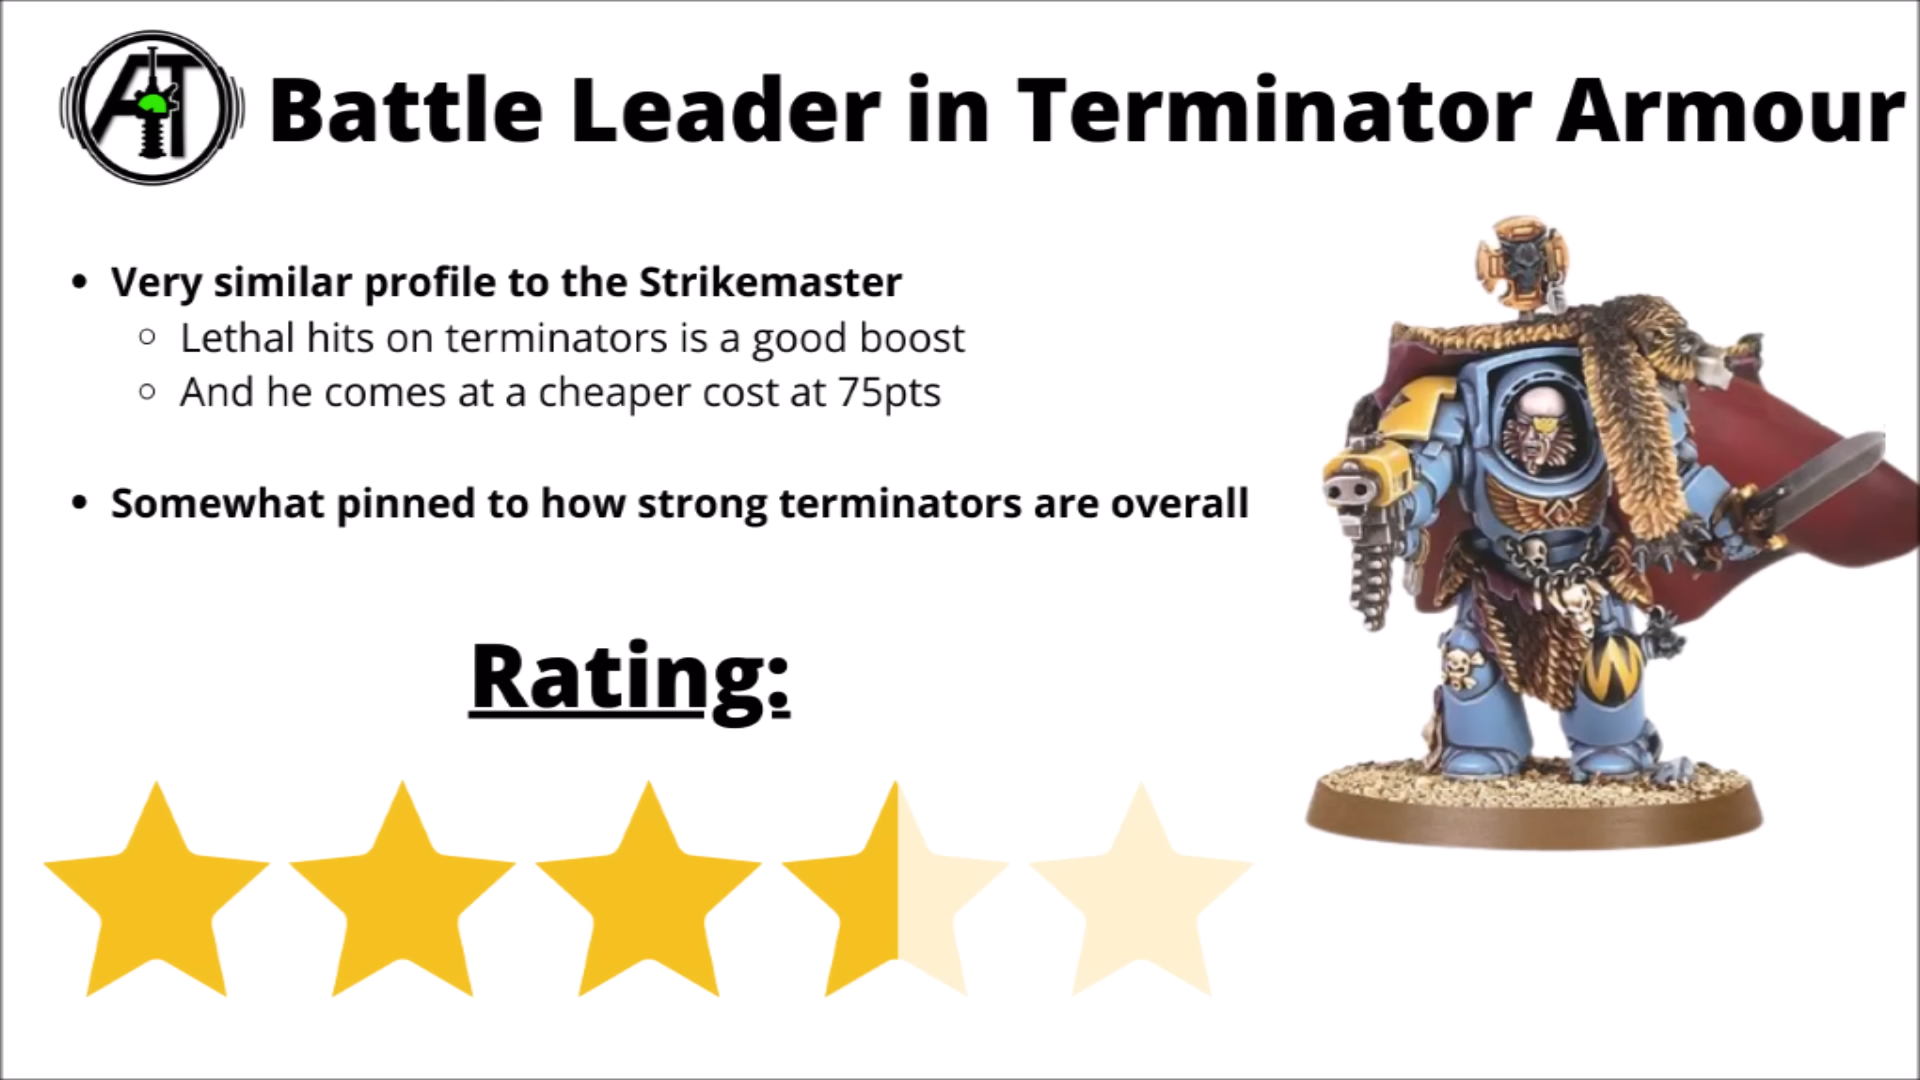 AT
Battle Leader in Terminator Armour
Very similar profile to the Strikemaster
Lethal hits on terminators is a good boost
And he comes at a cheaper cost at 75pts
Somewhat pinned to how strong terminators are overall
Rating: